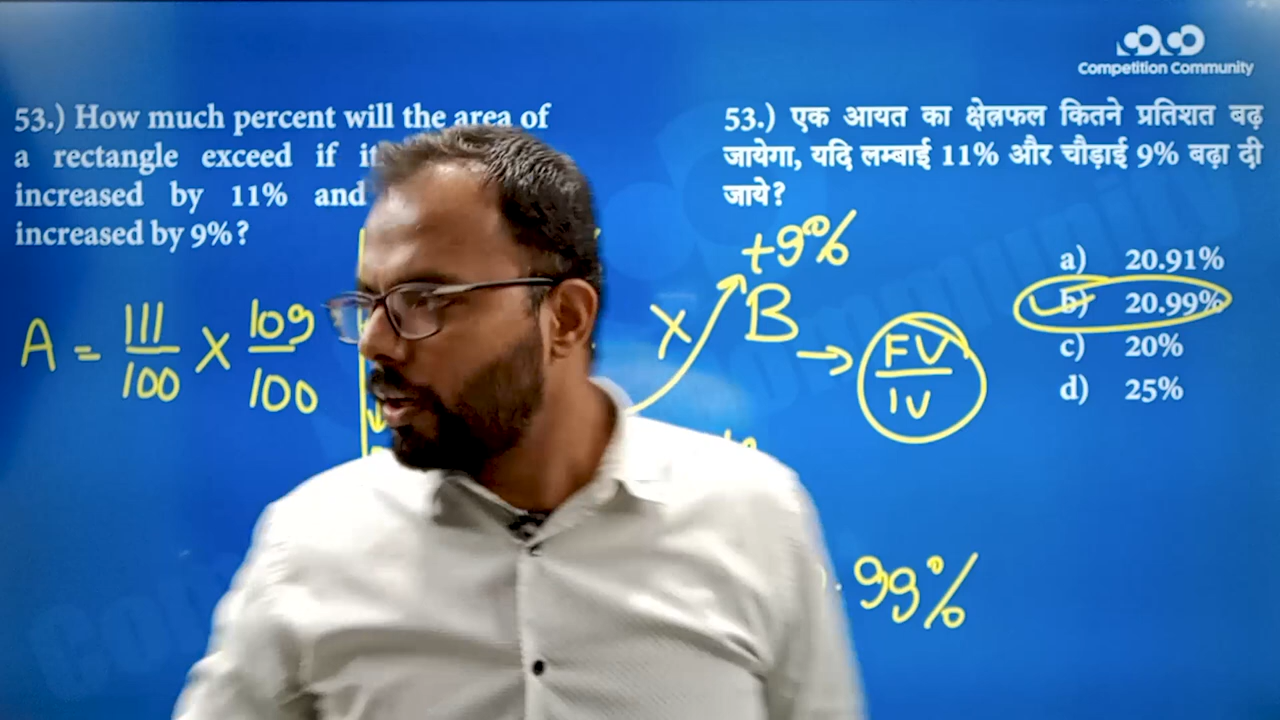 Competition Community
53.) How much percent will the area of
a rectangle exceed if
increased by 11% and
increased by 9%?
53.) एक आयत का क्षेत्रफल कितने प्रतिशत बढ़
जायेगा, यदि लम्बाई 11% और चौड़ाई 9% बढ़ा दी
जाये?
+9%
A = 111/100 X 109/100
X B → FV/IV
a) 20.91%
b) 20.99%
c) 20%
d) 25%
99%